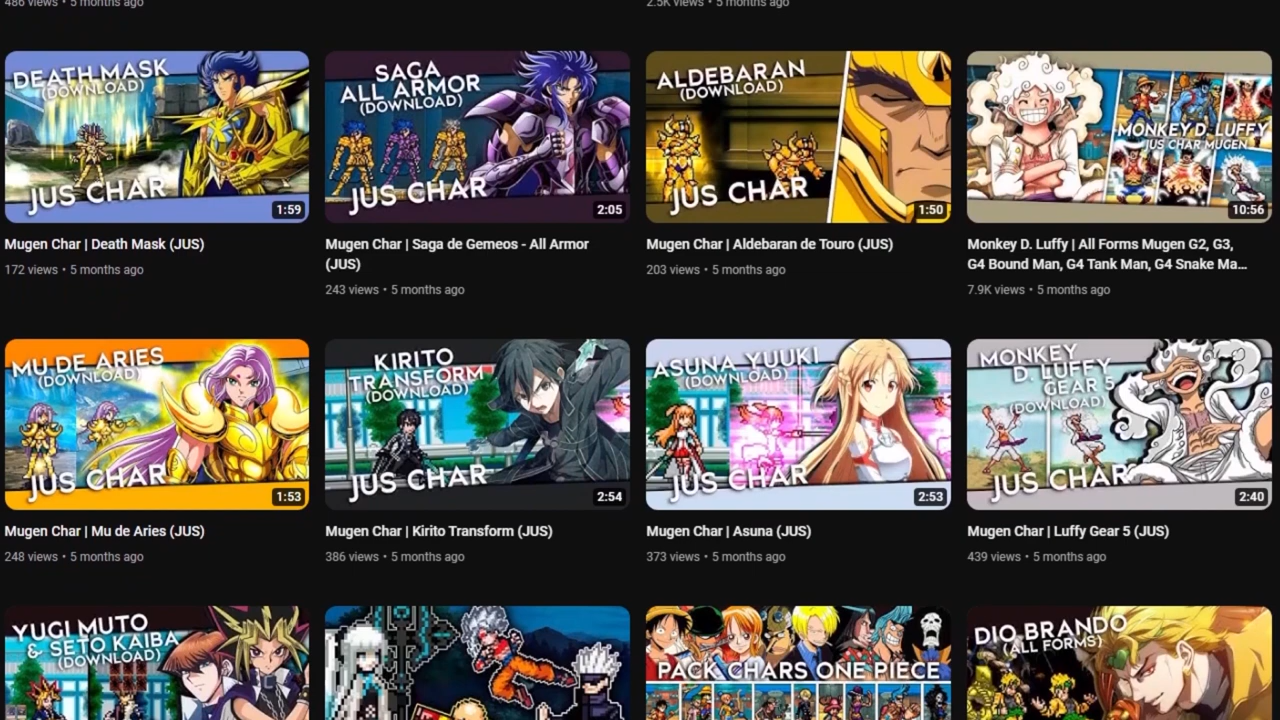 486 views • 5 months ago
2.5K views • 5 months ago
DEATH MASK
(DOWNLOAD)
JUS CHAR
1:59
SAGA
ALL ARMOR
(DOWNLOAD)
JUS CHAR
2:05
ALDEBARAN
(DOWNLOAD)
JUS CHAR
1:50
MONKEY D. LUFFY
JUS CHAR MUGEN
10:56
Mugen Char | Death Mask (JUS)
172 views • 5 months ago
Mugen Char | Saga de Gemeos - All Armor
(JUS)
243 views • 5 months ago
Mugen Char | Aldebaran de Touro (JUS)
203 views • 5 months ago
Monkey D. Luffy | All Forms Mugen G2, G3,
G4 Bound Man, G4 Tank Man, G4 Snake Ma...
7.9K views • 5 months ago
MU DE ARIES
(DOWNLOAD)
JUS CHAR
1:53
KIRITO
TRANSFORM
(DOWNLOAD)
JUS CHAR
2:54
ASUNA YUUKI
(DOWNLOAD)
JUS CHAR
2:53
MONKEY
D. LUFFY
GEAR 5
(DOWNLOAD)
JUS CHAR
2:40
Mugen Char | Mu de Aries (JUS)
248 views • 5 months ago
Mugen Char | Kirito Transform (JUS)
386 views • 5 months ago
Mugen Char | Asuna (JUS)
373 views • 5 months ago
Mugen Char | Luffy Gear 5 (JUS)
439 views • 5 months ago
YUGI MUTO
& SETO KAIBA
(DOWNLOAD)
PACK CHARS ONE PIECE
DIO BRANDO
(ALL FORMS)